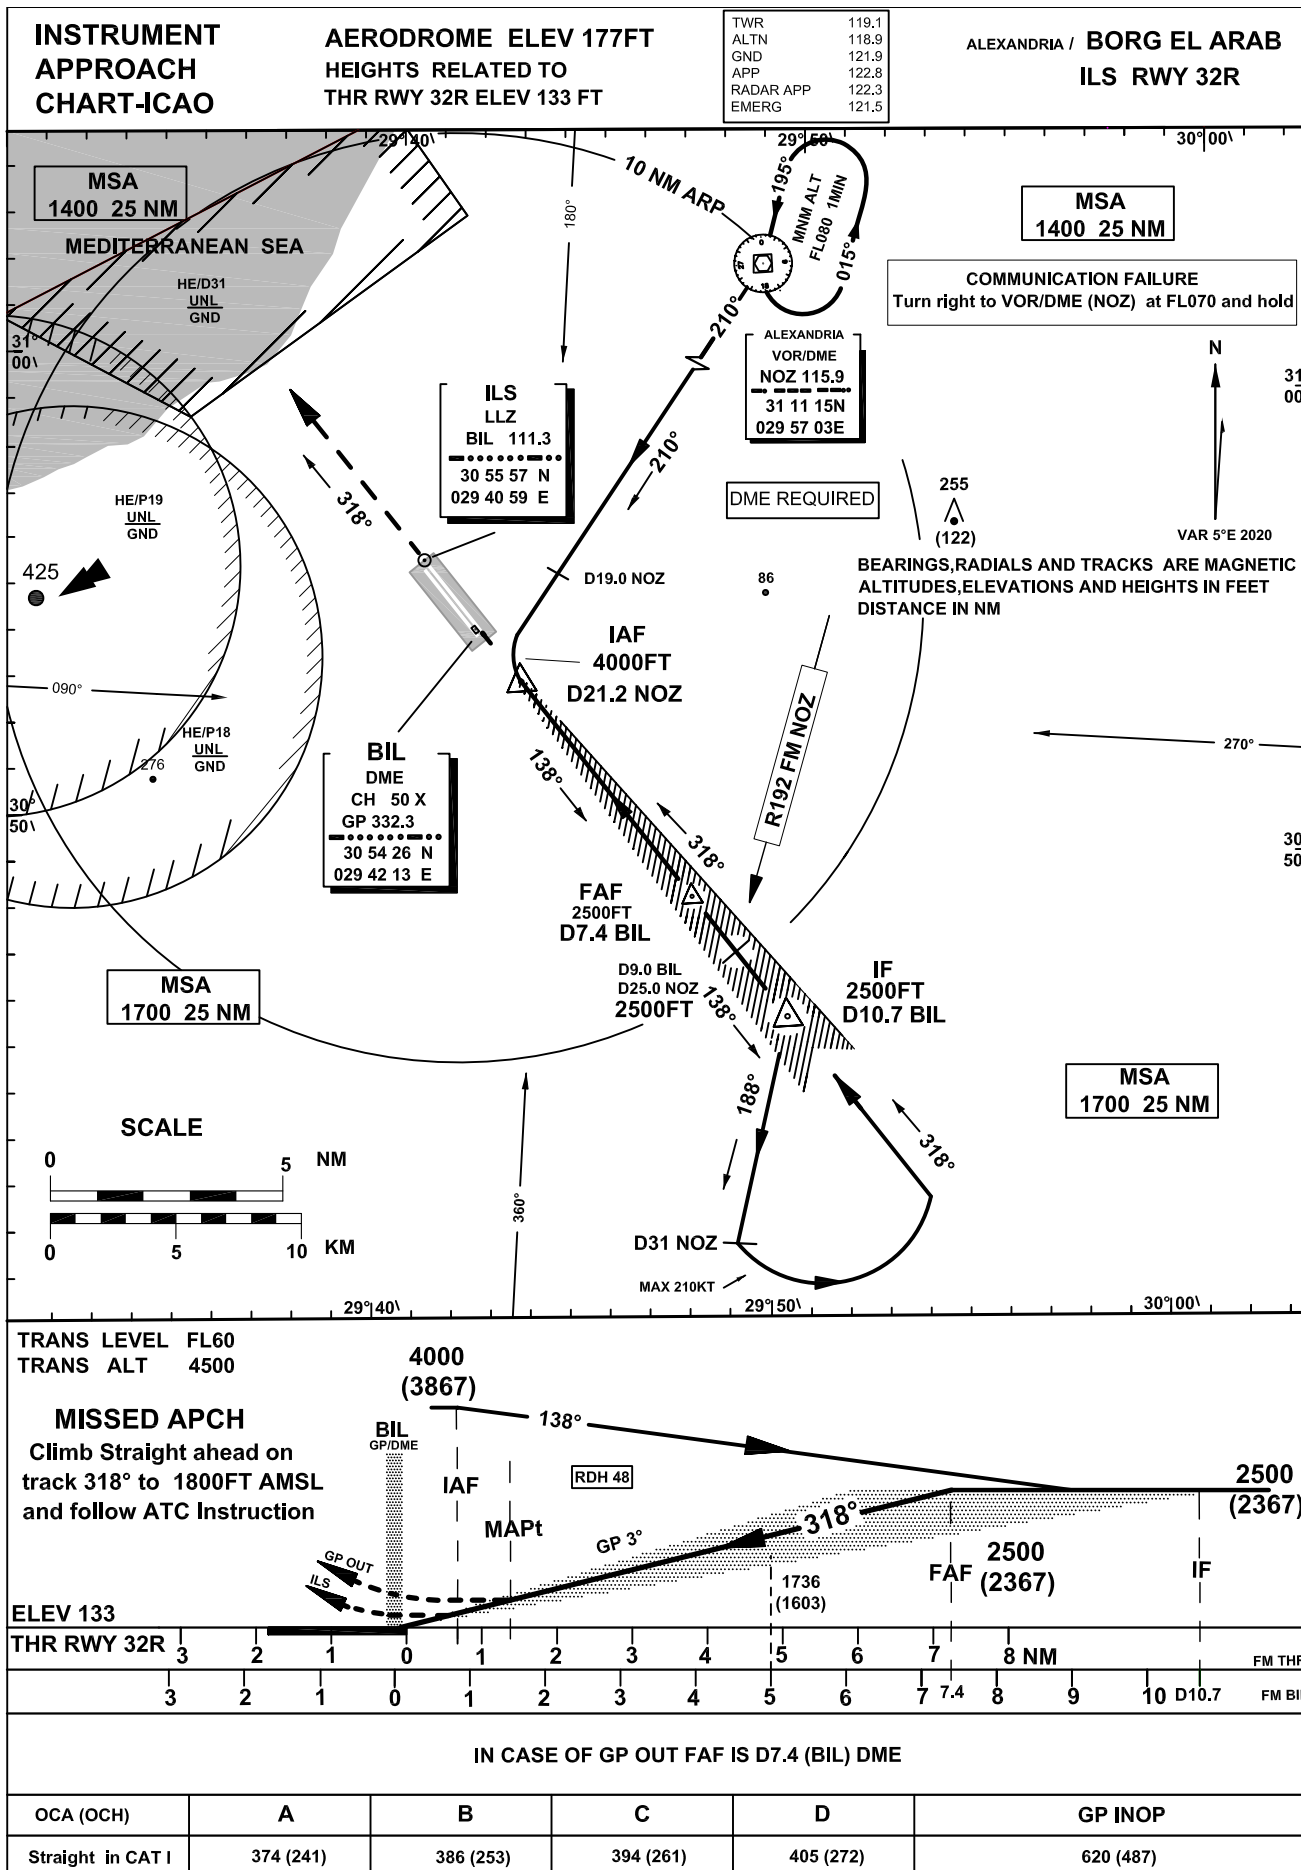 INSTRUMENT
APPROACH
CHART-ICAO
AERODROME ELEV 177FT
HEIGHTS RELATED TO
THR RWY 32R ELEV 133 FT
TWR 119.1
ALTN 118.9
GND 121.9
APP 122.8
RADAR APP 122.3
EMERG 121.5
ALEXANDRIA / BORG EL ARAB
ILS RWY 32R
29°40\
29°50\
30°00\
MSA
1400 25 NM
MEDITERRANEAN SEA
HE/D31
UNL
GND
31°
00\
180°
10 NM ARP
195°
MNM ALT
FL080 1MIN
015°
210°
MSA
1400 25 NM
COMMUNICATION FAILURE
Turn right to VOR/DME (NOZ) at FL070 and hold
ALEXANDRIA
VOR/DME
NOZ 115.9
31 11 15N
029 57 03E
N
VAR 5°E 2020
31
00
ILS
LLZ
BIL 111.3
30 55 57 N
029 40 59 E
318°
210°
DME REQUIRED
255
(122)
HE/P19
UNL
GND
425
BEARINGS,RADIALS AND TRACKS ARE MAGNETIC
ALTITUDES,ELEVATIONS AND HEIGHTS IN FEET
DISTANCE IN NM
D19.0 NOZ
86
IAF
4000FT
D21.2 NOZ
R192 FM NOZ
090°
HE/P18
UNL
GND
276
270°
30°
50\
30
50
BIL
DME
CH 50 X
GP 332.3
30 54 26 N
029 42 13 E
138°
318°
FAF
2500FT
D7.4 BIL
D9.0 BIL
D25.0 NOZ
2500FT
138°
IF
2500FT
D10.7 BIL
MSA
1700 25 NM
MSA
1700 25 NM
188°
318°
SCALE
0 5 NM
0 5 10 KM
360°
D31 NOZ
MAX 210KT
29°40\
29°50\
30°00\
TRANS LEVEL FL60
TRANS ALT 4500
MISSED APCH
Climb Straight ahead on
track 318° to 1800FT AMSL
and follow ATC Instruction
4000
(3867)
138°
BIL
GP/DME
IAF
RDH 48
MAPt
GP 3°
318°
2500
(2367)
GP OUT
ILS
1736
(1603)
FAF
2500
(2367)
IF
ELEV 133
THR RWY 32R
3 2 1 0 1 2 3 4 5 6 7 8 NM FM THR
3 2 1 0 1 2 3 4 5 6 7 7.4 8 9 10 D10.7 FM BIL
IN CASE OF GP OUT FAF IS D7.4 (BIL) DME
OCA (OCH) A B C D GP INOP
Straight in CAT I 374 (241) 386 (253) 394 (261) 405 (272) 620 (487)